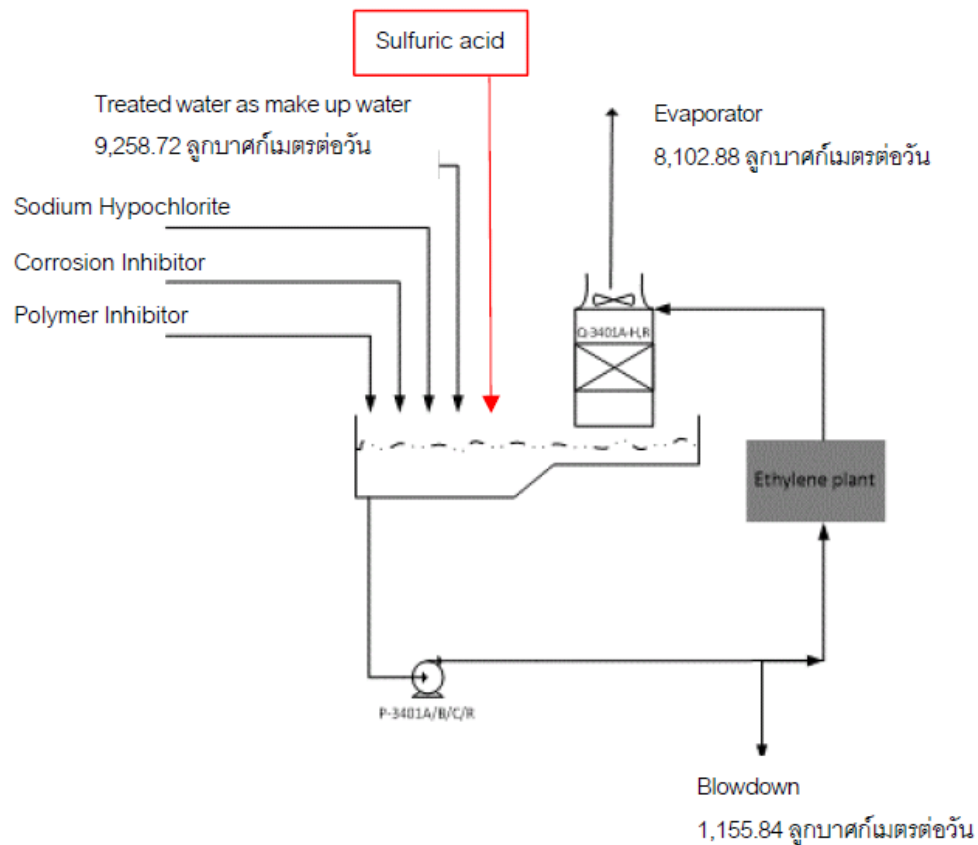 Sulfuric acid
Treated water as make up water
9,258.72 ลูกบาศก์เมตรต่อวัน
Evaporator
8,102.88 ลูกบาศก์เมตรต่อวัน
Sodium Hypochlorite
Corrosion Inhibitor
Polymer Inhibitor
Q-3401A-H,R
Ethylene plant
P-3401A/B/C/R
Blowdown
1,155.84 ลูกบาศก์เมตรต่อวัน